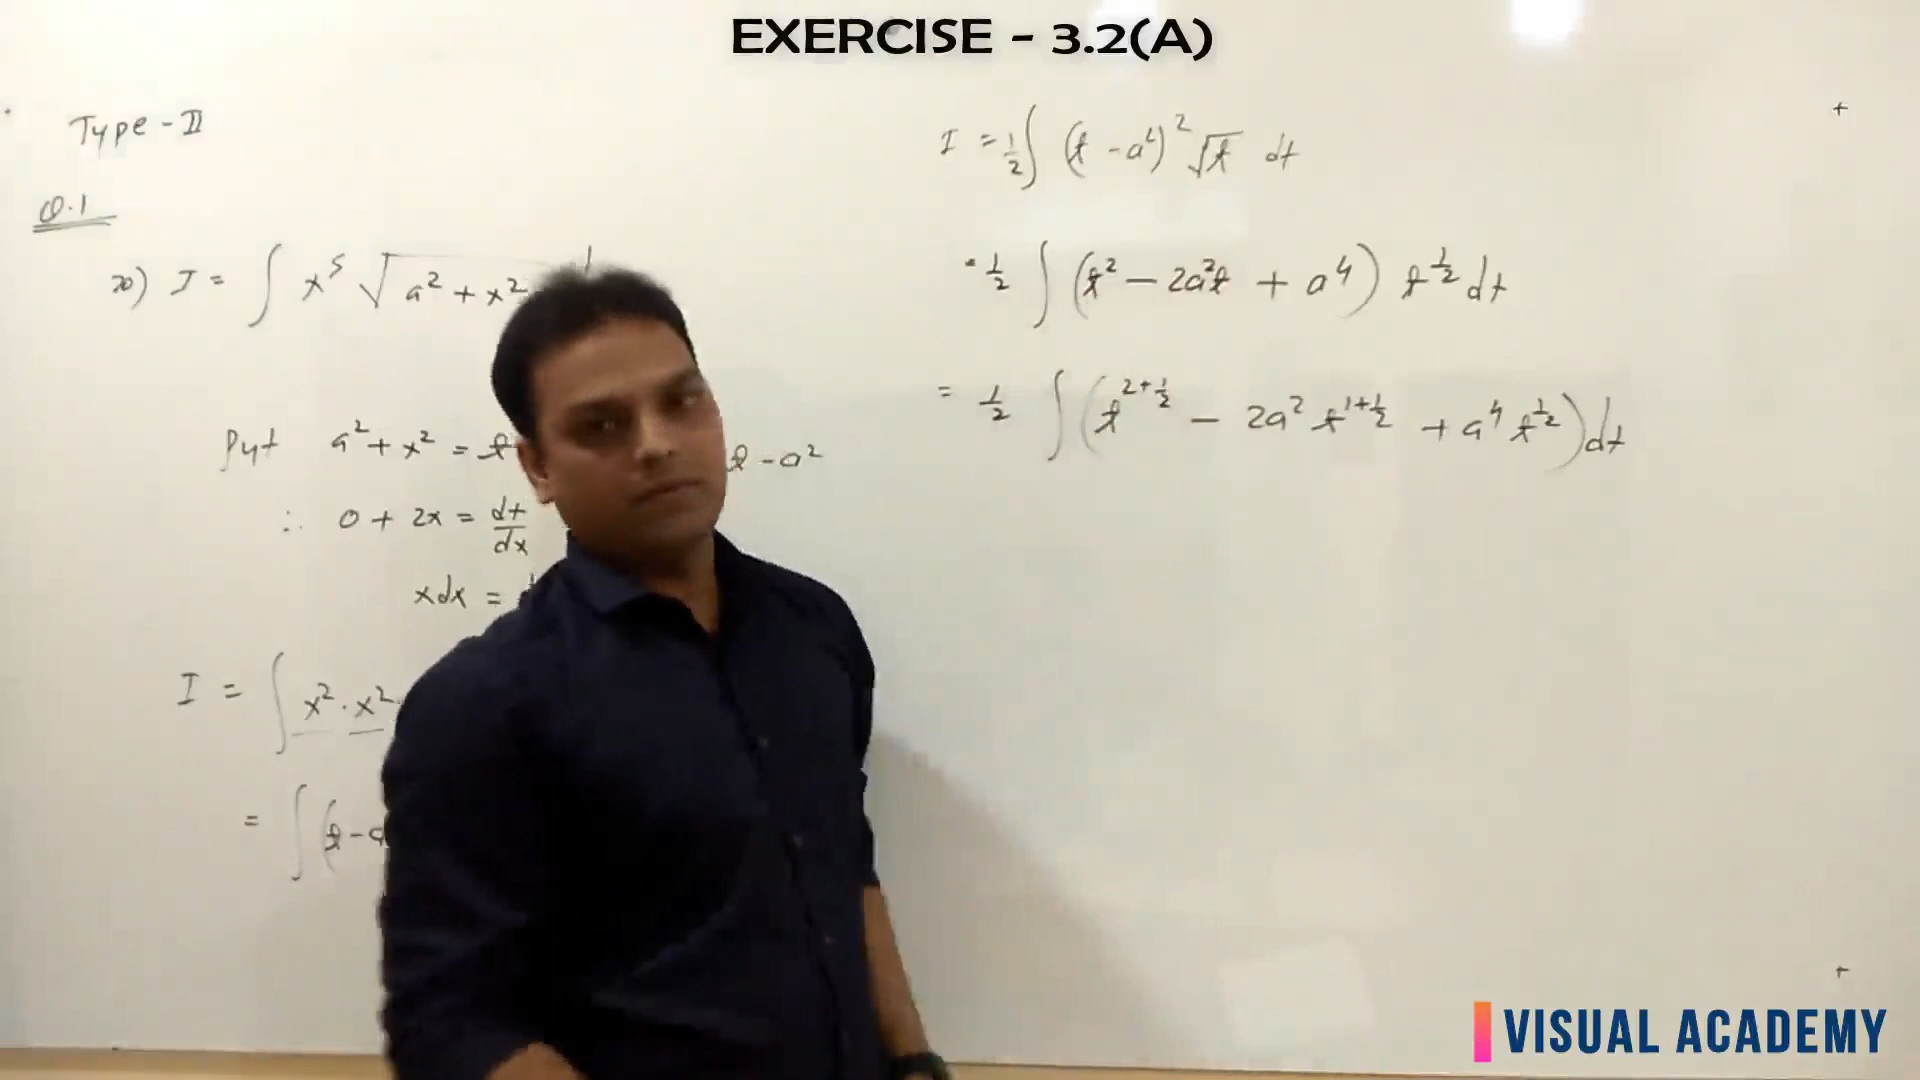 EXERCISE - 3.2(A)
Type - II
Q.1
20) I = ∫ x⁵ √(a² + x²
Put a² + x² = t
t - a²
∴ 0 + 2x = dt/dx
xdx =
I = ∫ x² · x²
= ∫ (t - a
I = 1/2 ∫ (t - a²)² √t dt
= 1/2 ∫ (t² - 2a²t + a⁴) t^(1/2) dt
= 1/2 ∫ (t^(2+1/2) - 2a² t^(1+1/2) + a⁴ t^(1/2)) dt
VISUAL ACADEMY